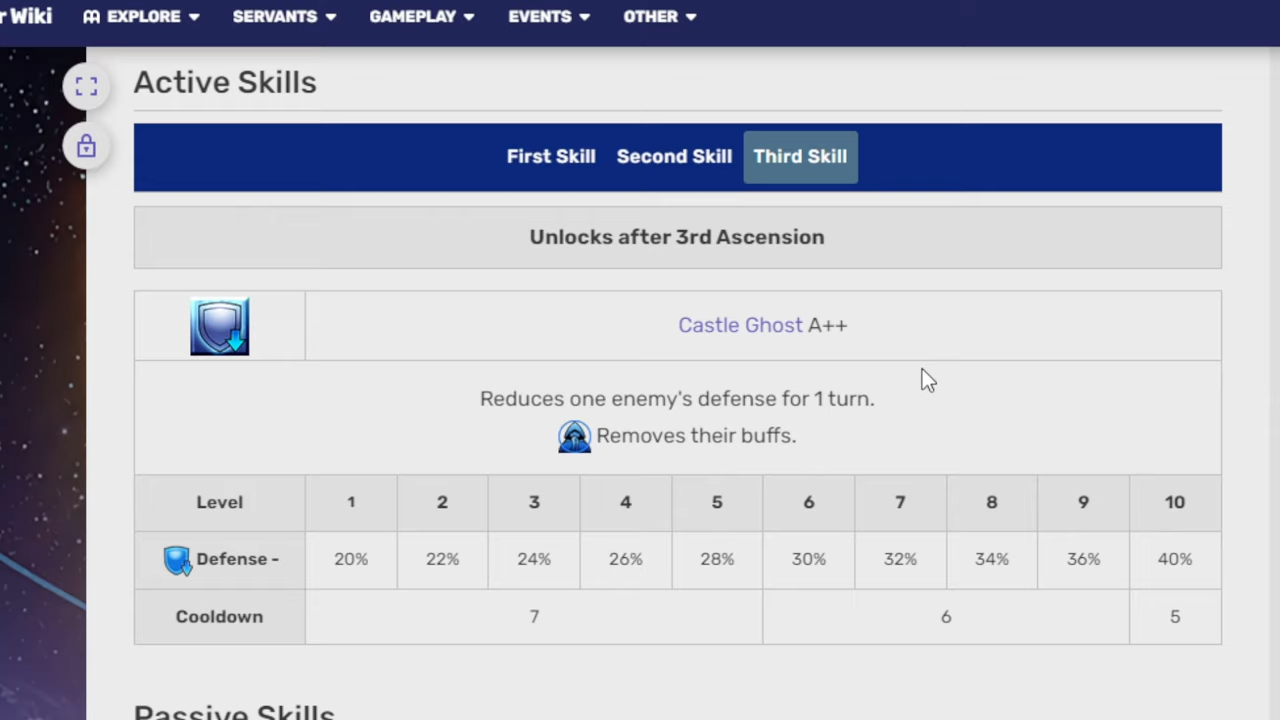 r Wiki EXPLORE SERVANTS GAMEPLAY EVENTS OTHER
Active Skills
First Skill Second Skill Third Skill
Unlocks after 3rd Ascension
Castle Ghost A++
Reduces one enemy's defense for 1 turn.
Removes their buffs.
Level 1 2 3 4 5 6 7 8 9 10
Defense - 20% 22% 24% 26% 28% 30% 32% 34% 36% 40%
Cooldown 7 6 5
Passive Skills